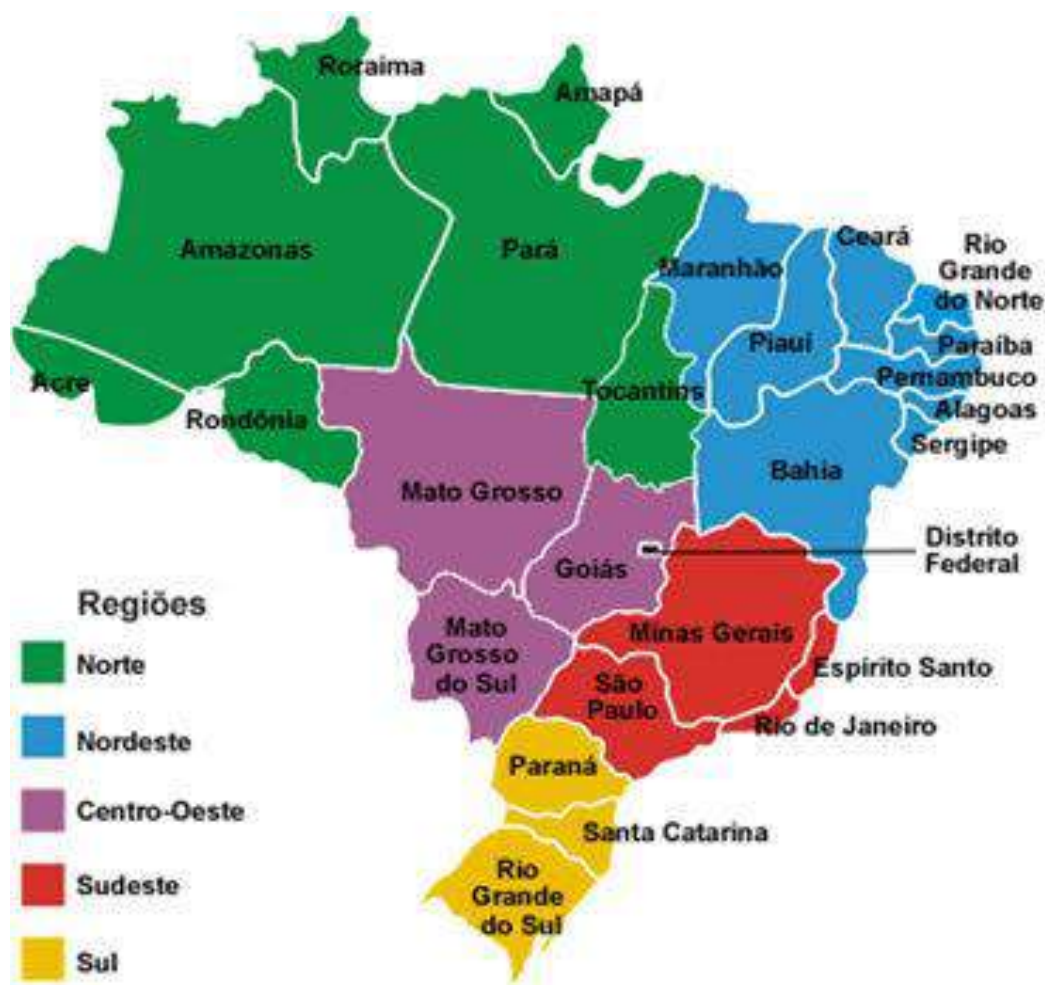 Roraima
Amapá
Amazonas
Pará
Maranhão
Ceará
Rio
Grande
do Norte
Piauí
Paraíba
Pernambuco
Alagoas
Sergipe
Acre
Rondônia
Tocantins
Bahia
Mato Grosso
Distrito
Federal
Goiás
Mato
Grosso
do Sul
Minas Gerais
Espírito Santo
São
Paulo
Rio de Janeiro
Paraná
Santa Catarina
Rio
Grande
do Sul
Regiões
Norte
Nordeste
Centro-Oeste
Sudeste
Sul